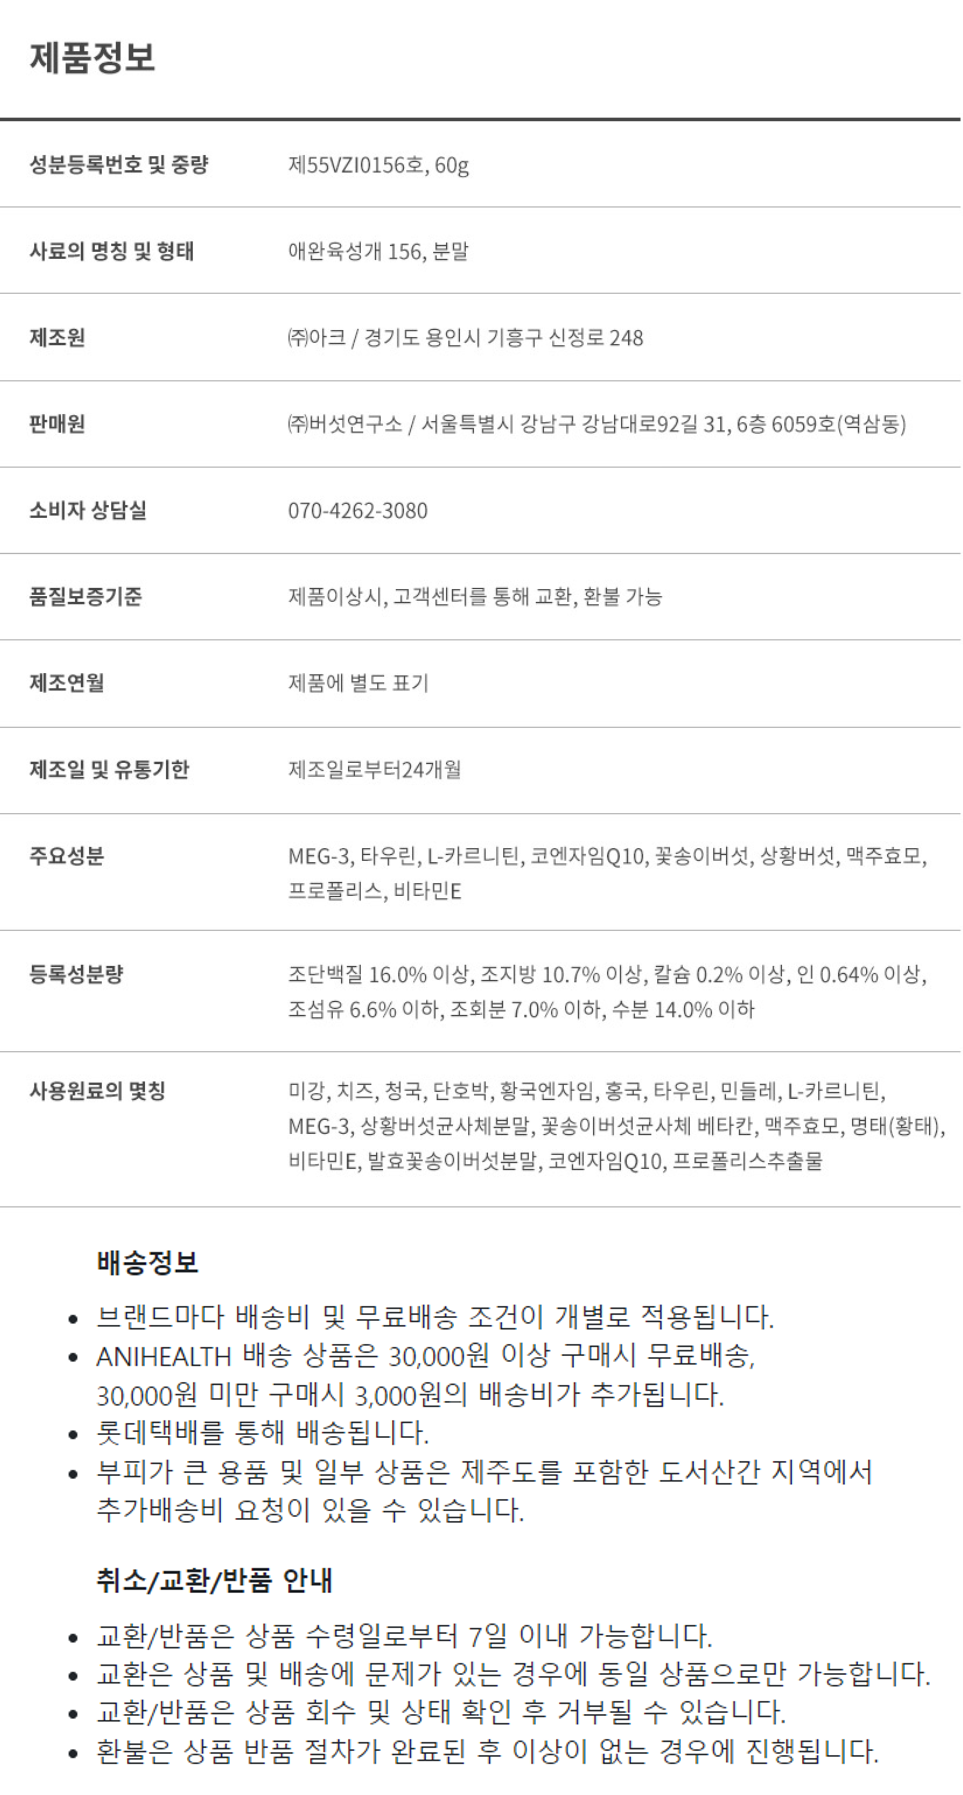 제품정보
성분등록번호 및 중량 제55VZI0156호, 60g
사료의 명칭 및 형태 애완육성개 156, 분말
제조원 ㈜아크 / 경기도 용인시 기흥구 신정로 248
판매원 ㈜버섯연구소 / 서울특별시 강남구 강남대로92길 31, 6층 6059호(역삼동)
소비자 상담실 070-4262-3080
품질보증기준 제품이상시, 고객센터를 통해 교환, 환불 가능
제조연월 제품에 별도 표기
제조일 및 유통기한 제조일로부터24개월
주요성분 MEG-3, 타우린, L-카르니틴, 코엔자임Q10, 꽃송이버섯, 상황버섯, 맥주효모,
프로폴리스, 비타민E
등록성분량 조단백질 16.0% 이상, 조지방 10.7% 이상, 칼슘 0.2% 이상, 인 0.64% 이상,
조섬유 6.6% 이하, 조회분 7.0% 이하, 수분 14.0% 이하
사용원료의 몇칭 미강, 치즈, 청국, 단호박, 황국엔자임, 홍국, 타우린, 민들레, L-카르니틴,
MEG-3, 상황버섯균사체분말, 꽃송이버섯균사체 베타칸, 맥주효모, 명태(황태),
비타민E, 발효꽃송이버섯분말, 코엔자임Q10, 프로폴리스추출물
배송정보
• 브랜드마다 배송비 및 무료배송 조건이 개별로 적용됩니다.
• ANIHEALTH 배송 상품은 30,000원 이상 구매시 무료배송,
30,000원 미만 구매시 3,000원의 배송비가 추가됩니다.
• 롯데택배를 통해 배송됩니다.
• 부피가 큰 용품 및 일부 상품은 제주도를 포함한 도서산간 지역에서
추가배송비 요청이 있을 수 있습니다.
취소/교환/반품 안내
• 교환/반품은 상품 수령일로부터 7일 이내 가능합니다.
• 교환은 상품 및 배송에 문제가 있는 경우에 동일 상품으로만 가능합니다.
• 교환/반품은 상품 회수 및 상태 확인 후 거부될 수 있습니다.
• 환불은 상품 반품 절차가 완료된 후 이상이 없는 경우에 진행됩니다.